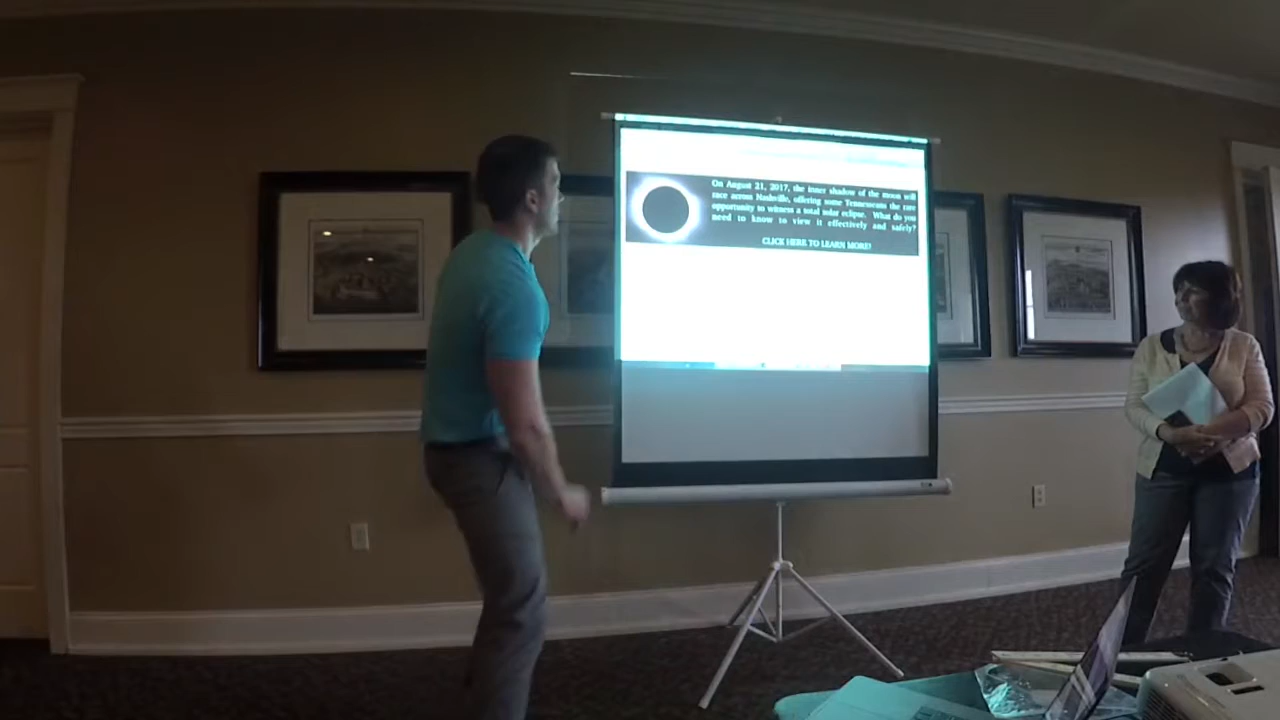 On August 21, 2017, the inner shadow of the moon will
race across Nashville, offering some Tennesseans the rare
opportunity to witness a total solar eclipse. What do you
need to know to view it effectively and safely?
CLICK HERE TO LEARN MORE!